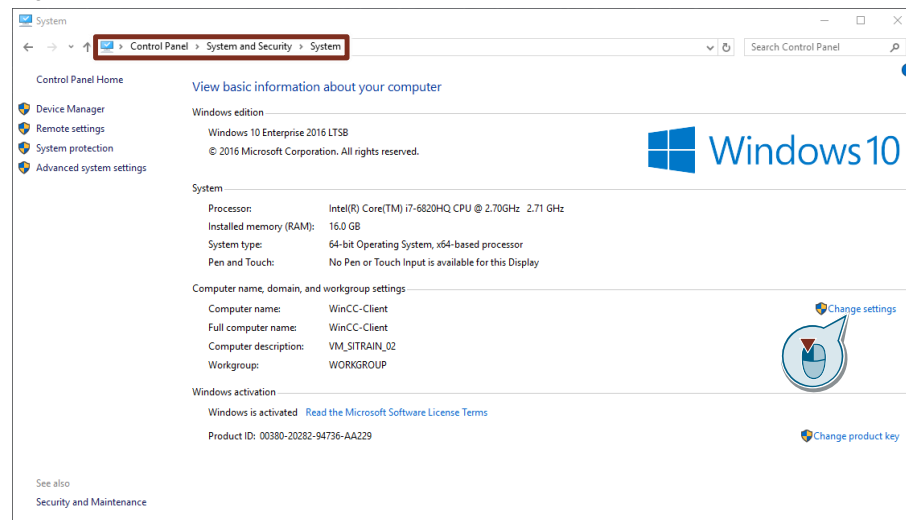 System
Control Panel > System and Security > System
Search Control Panel
Control Panel Home
Device Manager
Remote settings
System protection
Advanced system settings
View basic information about your computer
Windows edition
Windows 10 Enterprise 2016 LTSB
© 2016 Microsoft Corporation. All rights reserved.
Windows 10
System
Processor: Intel(R) Core(TM) i7-6820HQ CPU @ 2.70GHz 2.71 GHz
Installed memory (RAM): 16.0 GB
System type: 64-bit Operating System, x64-based processor
Pen and Touch: No Pen or Touch Input is available for this Display
Computer name, domain, and workgroup settings
Computer name: WinCC-Client
Change settings
Full computer name: WinCC-Client
Computer description: VM_SITRAIN_02
Workgroup: WORKGROUP
Windows activation
Windows is activated Read the Microsoft Software License Terms
Product ID: 00380-20282-94736-AA229
Change product key
See also
Security and Maintenance